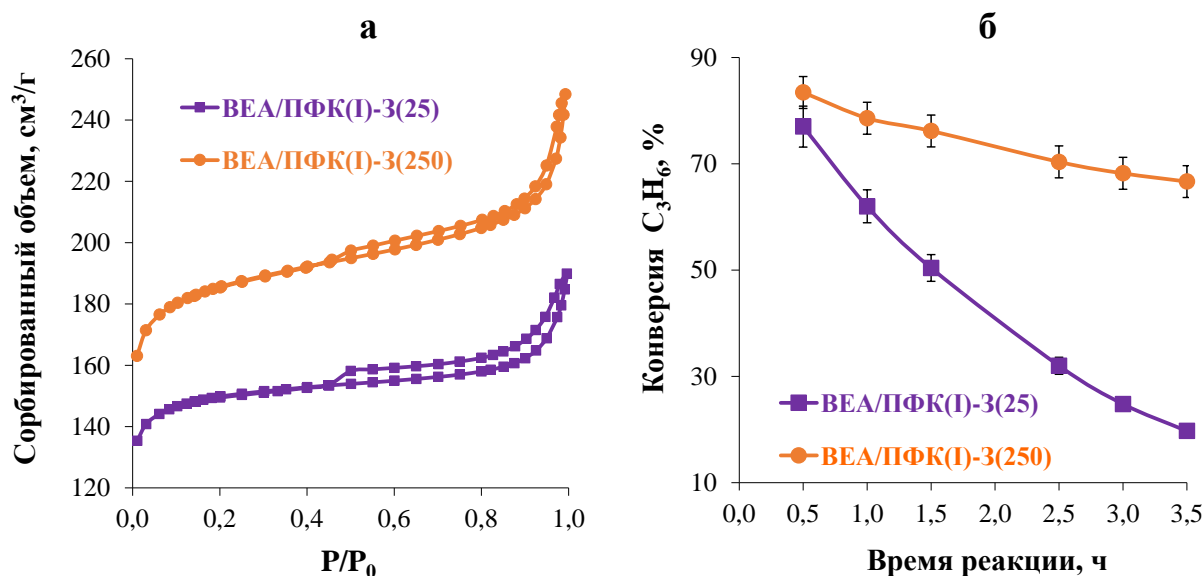 а
Сорбированный объем, см³/г
260
240
220
200
180
160
140
120
BEA/ПФК(I)-З(25)
BEA/ПФК(I)-З(250)
0,0 0,2 0,4 0,6 0,8 1,0
P/P₀
б
Конверсия C₃H₆, %
90
70
50
30
10
BEA/ПФК(I)-З(25)
BEA/ПФК(I)-З(250)
0,0 0,5 1,0 1,5 2,0 2,5 3,0 3,5
Время реакции, ч